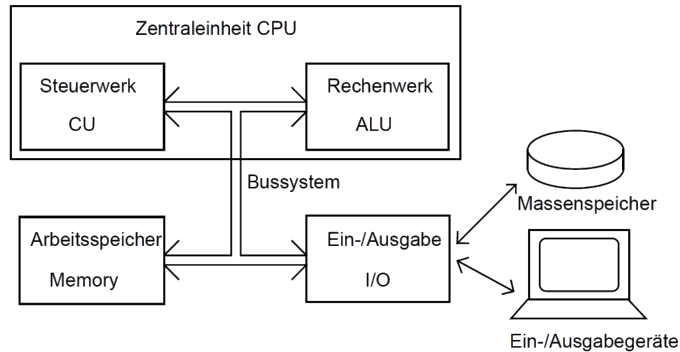 Zentraleinheit CPU
Steuerwerk
CU
Rechenwerk
ALU
Bussystem
Arbeitsspeicher
Memory
Ein-/Ausgabe
I/O
Massenspeicher
Ein-/Ausgabegeräte